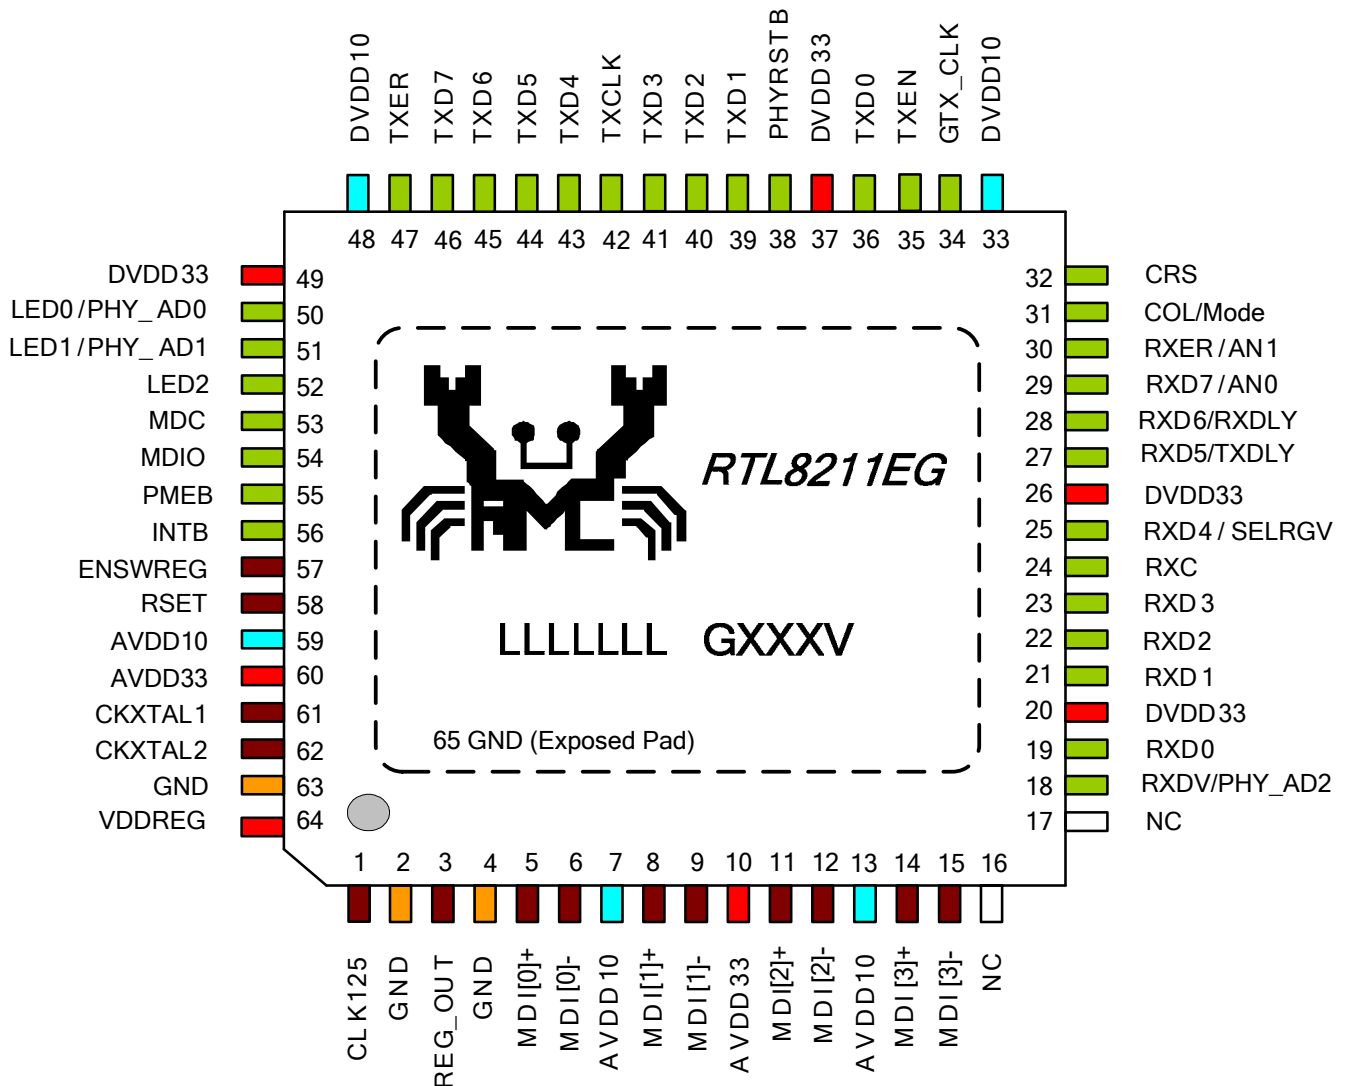 DVDD10
TXER
TXD7
TXD6
TXD5
TXD4
TXCLK
TXD3
TXD2
TXD1
PHYRSTB
DVDD33
TXD0
TXEN
GTX_CLK
DVDD10
48 47 46 45 44 43 42 41 40 39 38 37 36 35 34 33
DVDD33 49
LED0/PHY_AD0 50
LED1/PHY_AD1 51
LED2 52
MDC 53
MDIO 54
PMEB 55
INTB 56
ENSWREG 57
RSET 58
AVDD10 59
AVDD33 60
CKXTAL1 61
CKXTAL2 62
GND 63
VDDREG 64
32 CRS
31 COL/Mode
30 RXER/AN1
29 RXD7/AN0
28 RXD6/RXDLY
27 RXD5/TXDLY
26 DVDD33
25 RXD4/SELRGV
24 RXC
23 RXD3
22 RXD2
21 RXD1
20 DVDD33
19 RXD0
18 RXDV/PHY_AD2
17 NC
RTL8211EG
LLLLLLL GXXXV
65 GND (Exposed Pad)
1 2 3 4 5 6 7 8 9 10 11 12 13 14 15 16
CLK125
GND
REG_OUT
GND
MDI[0]+
MDI[0]-
AVDD10
MDI[1]+
MDI[1]-
AVDD33
MDI[2]+
MDI[2]-
AVDD10
MDI[3]+
MDI[3]-
NC